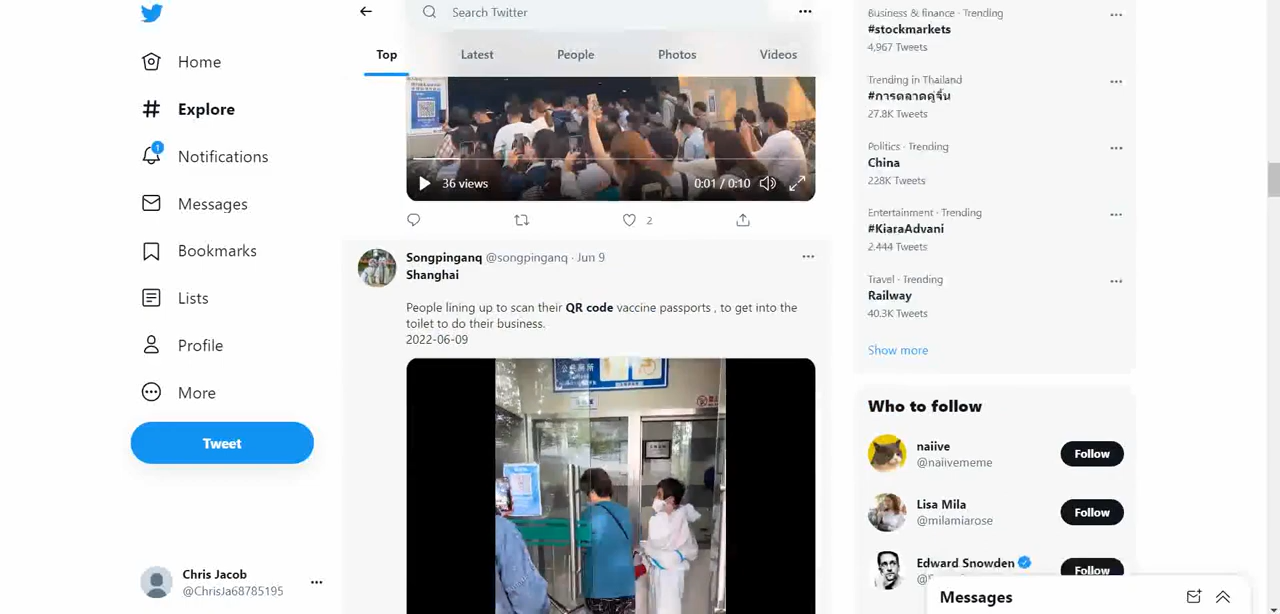 Home
Explore
1
Notifications
Messages
Bookmarks
Lists
Profile
More
Tweet
Chris Jacob
@ChrisJa68785195
Search Twitter
Top
Latest
People
Photos
Videos
36 views
0:01 / 0:10
2
Songpinganq @songpinganq · Jun 9
Shanghai
People lining up to scan their QR code vaccine passports , to get into the
toilet to do their business.
2022-06-09
公共厕所
Business & finance · Trending
#stockmarkets
4,967 Tweets
Trending in Thailand
#การตลาดคู่จิ้น
27.8K Tweets
Politics · Trending
China
228K Tweets
Entertainment · Trending
#KiaraAdvani
2,444 Tweets
Travel · Trending
Railway
40.3K Tweets
Show more
Who to follow
naiive
@naiivememe
Follow
Lisa Mila
@milamiarose
Follow
Edward Snowden
Follow
Messages